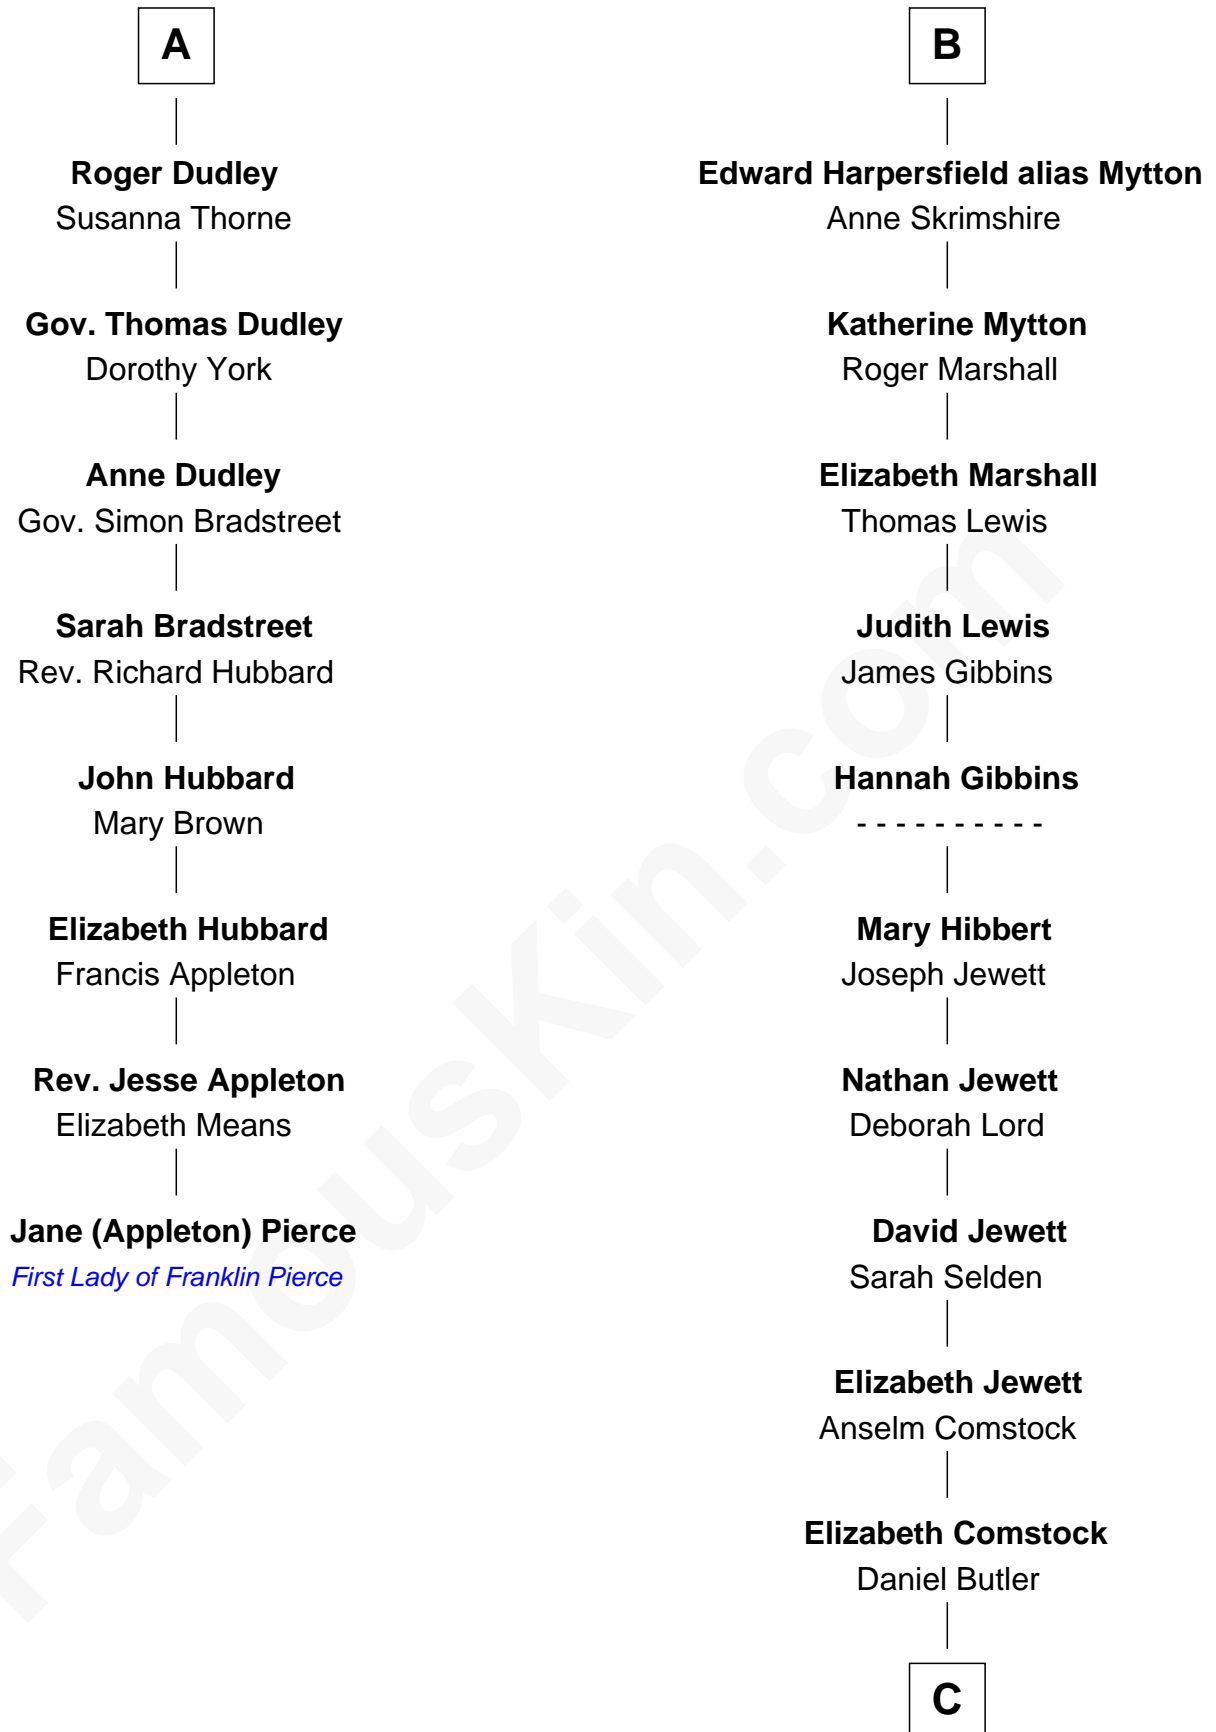 A
Roger Dudley
Susanna Thorne
Gov. Thomas Dudley
Dorothy York
Anne Dudley
Gov. Simon Bradstreet
Sarah Bradstreet
Rev. Richard Hubbard
John Hubbard
Mary Brown
Elizabeth Hubbard
Francis Appleton
Rev. Jesse Appleton
Elizabeth Means
Jane (Appleton) Pierce
First Lady of Franklin Pierce
B
Edward Harpersfield alias Mytton
Anne Skrimshire
Katherine Mytton
Roger Marshall
Elizabeth Marshall
Thomas Lewis
Judith Lewis
James Gibbins
Hannah Gibbins
- - - - - - - - - -
Mary Hibbert
Joseph Jewett
Nathan Jewett
Deborah Lord
David Jewett
Sarah Selden
Elizabeth Jewett
Anselm Comstock
Elizabeth Comstock
Daniel Butler
C
FamousKin.com